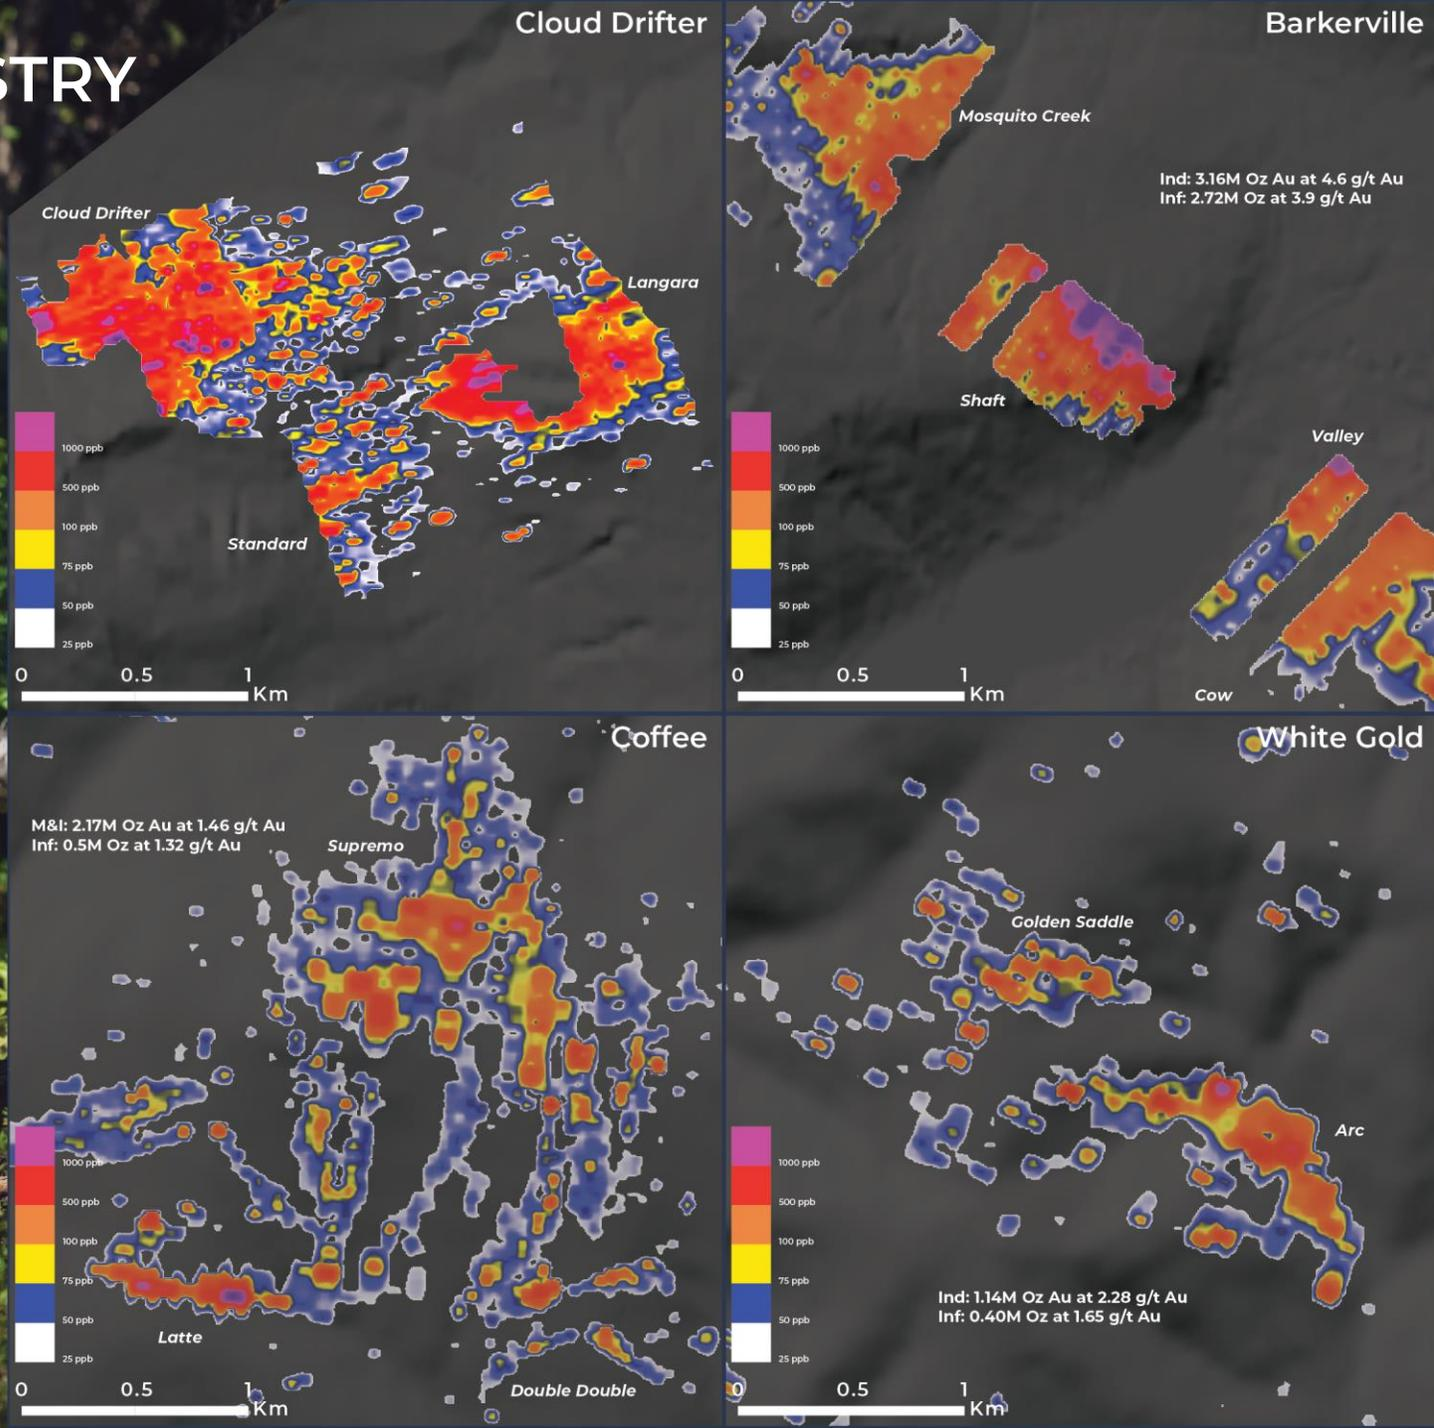 STRY
Cloud Drifter
Cloud Drifter
Langara
Standard
1000 ppb
500 ppb
100 ppb
75 ppb
50 ppb
25 ppb
0 0.5 1
Km
Barkerville
Mosquito Creek
Ind: 3.16M Oz Au at 4.6 g/t Au
Inf: 2.72M Oz at 3.9 g/t Au
Shaft
Valley
Cow
1000 ppb
500 ppb
100 ppb
75 ppb
50 ppb
25 ppb
0 0.5 1
Km
Coffee
M&I: 2.17M Oz Au at 1.46 g/t Au
Inf: 0.5M Oz at 1.32 g/t Au
Supremo
Latte
Double Double
1000 ppb
500 ppb
100 ppb
75 ppb
50 ppb
25 ppb
0 0.5 1
Km
White Gold
Golden Saddle
Arc
Ind: 1.14M Oz Au at 2.28 g/t Au
Inf: 0.40M Oz at 1.65 g/t Au
1000 ppb
500 ppb
100 ppb
75 ppb
50 ppb
25 ppb
0 0.5 1
Km